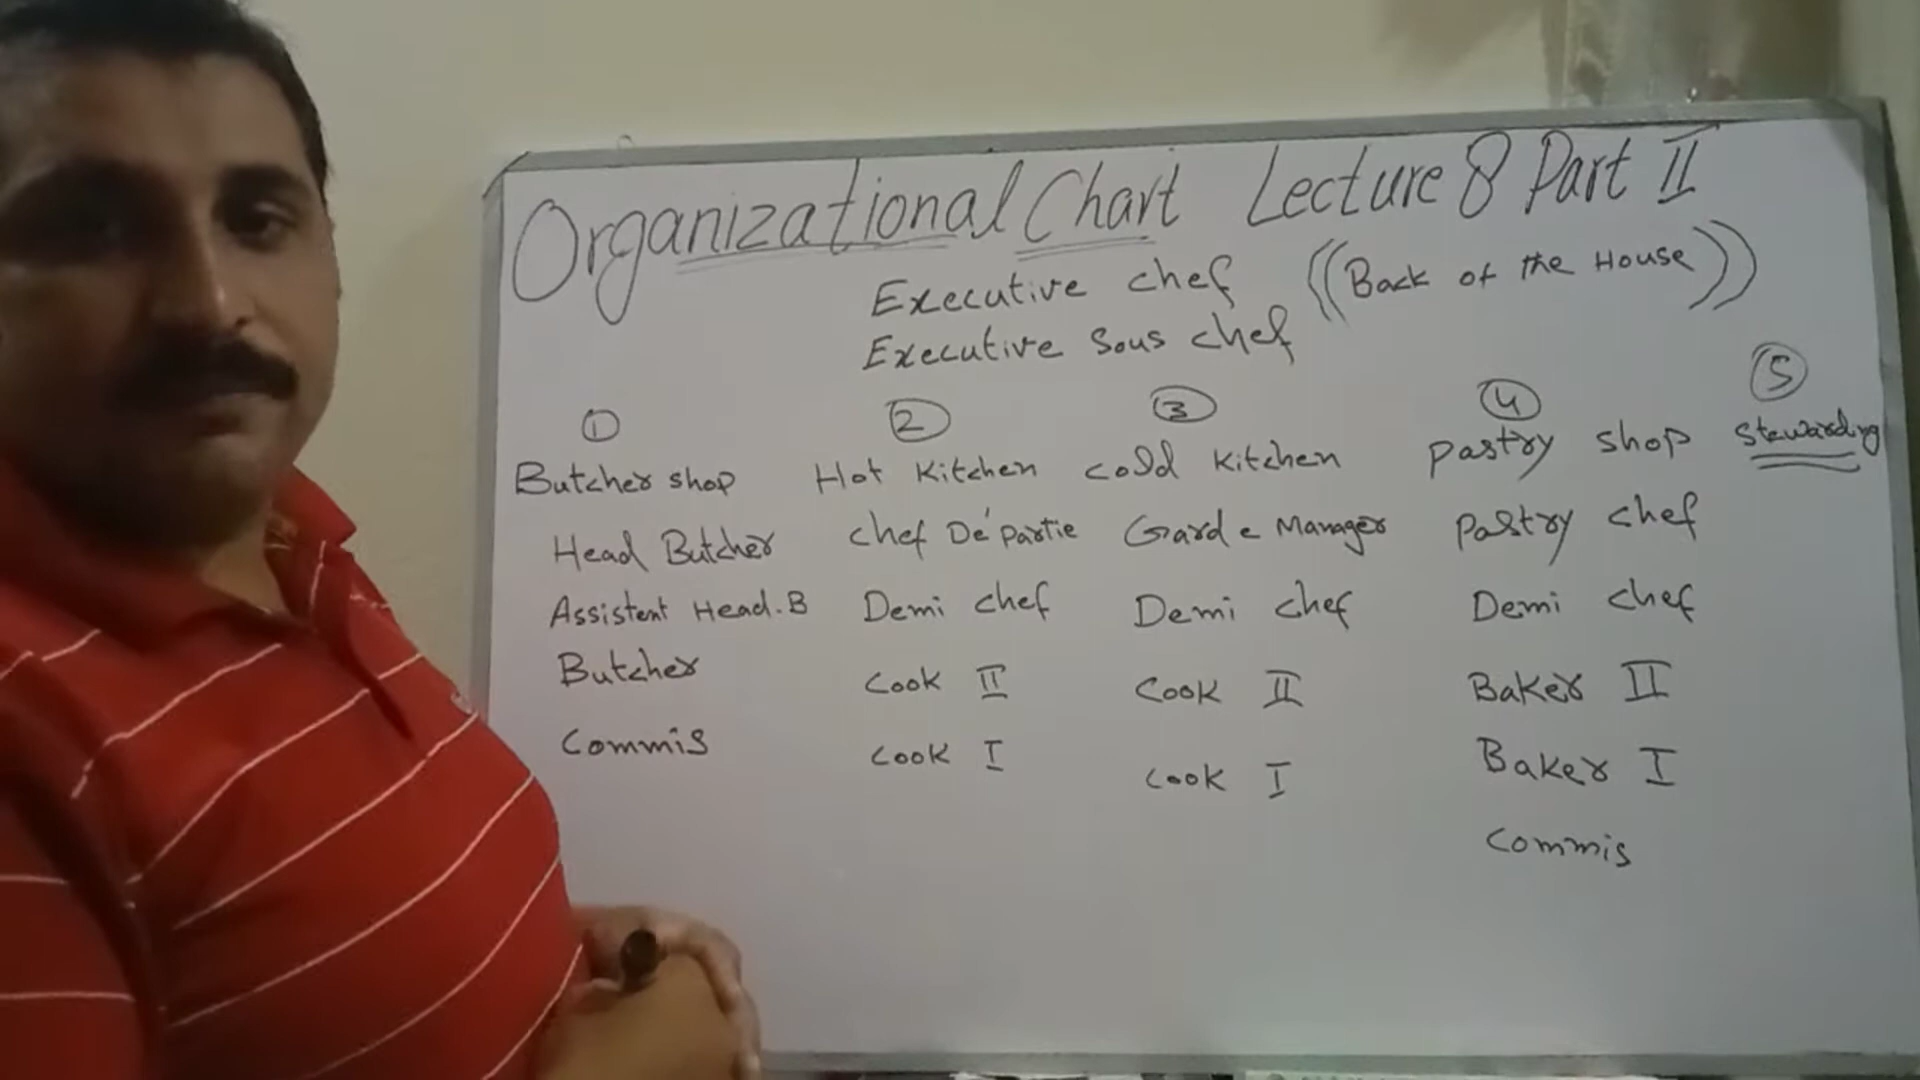 Organizational Chart Lecture 8 Part II
Executive chef ((Back of the House))
Executive Sous chef
① ② ③ ④ ⑤
Butcher shop Hot Kitchen cold kitchen Pastry shop stewarding
Head Butcher chef De'partie Garde Manager Pastry chef
Assistent Head.B Demi chef Demi chef Demi chef
Butcher Cook II Cook II Baker II
Commis Cook I Cook I Baker I
Commis